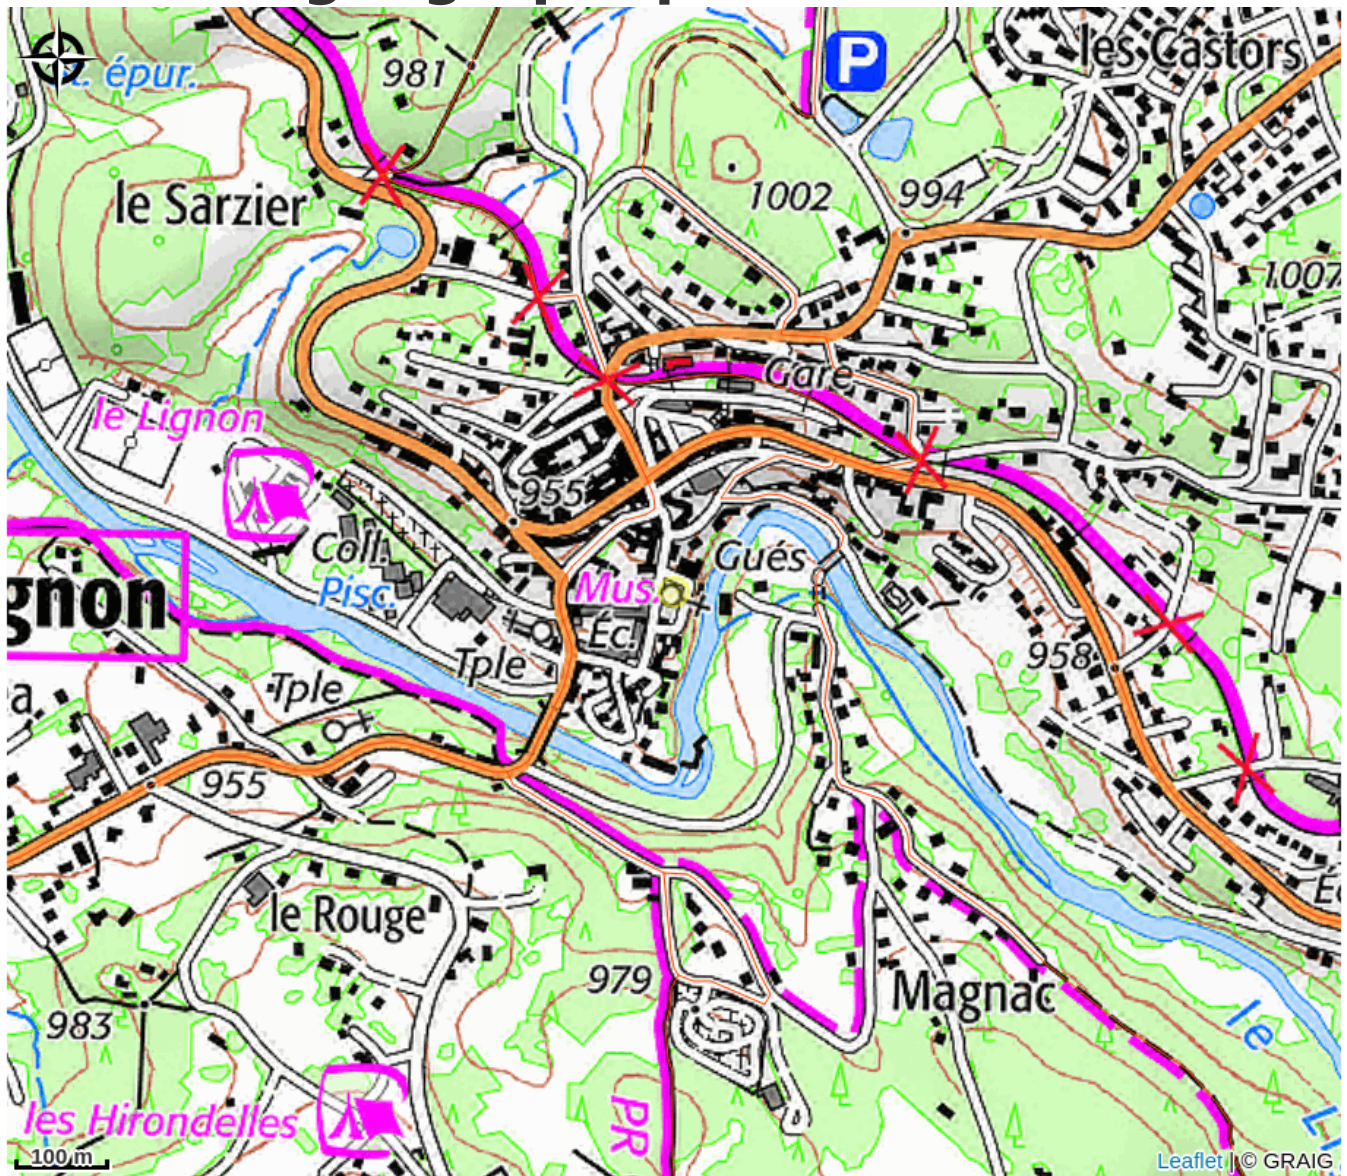 les Castors
P
981
t. épur.
1002
994
le Sarzier
1007
Gare
le Lignon
955
Coll.
Gués
Pisc.
Mus.
gnon
Éc.
Tple
958
Tple
a
955
le Rouge
979
Magnac
983
le
les Hirondelles
PR
100 m
Leaflet | © GRAIG